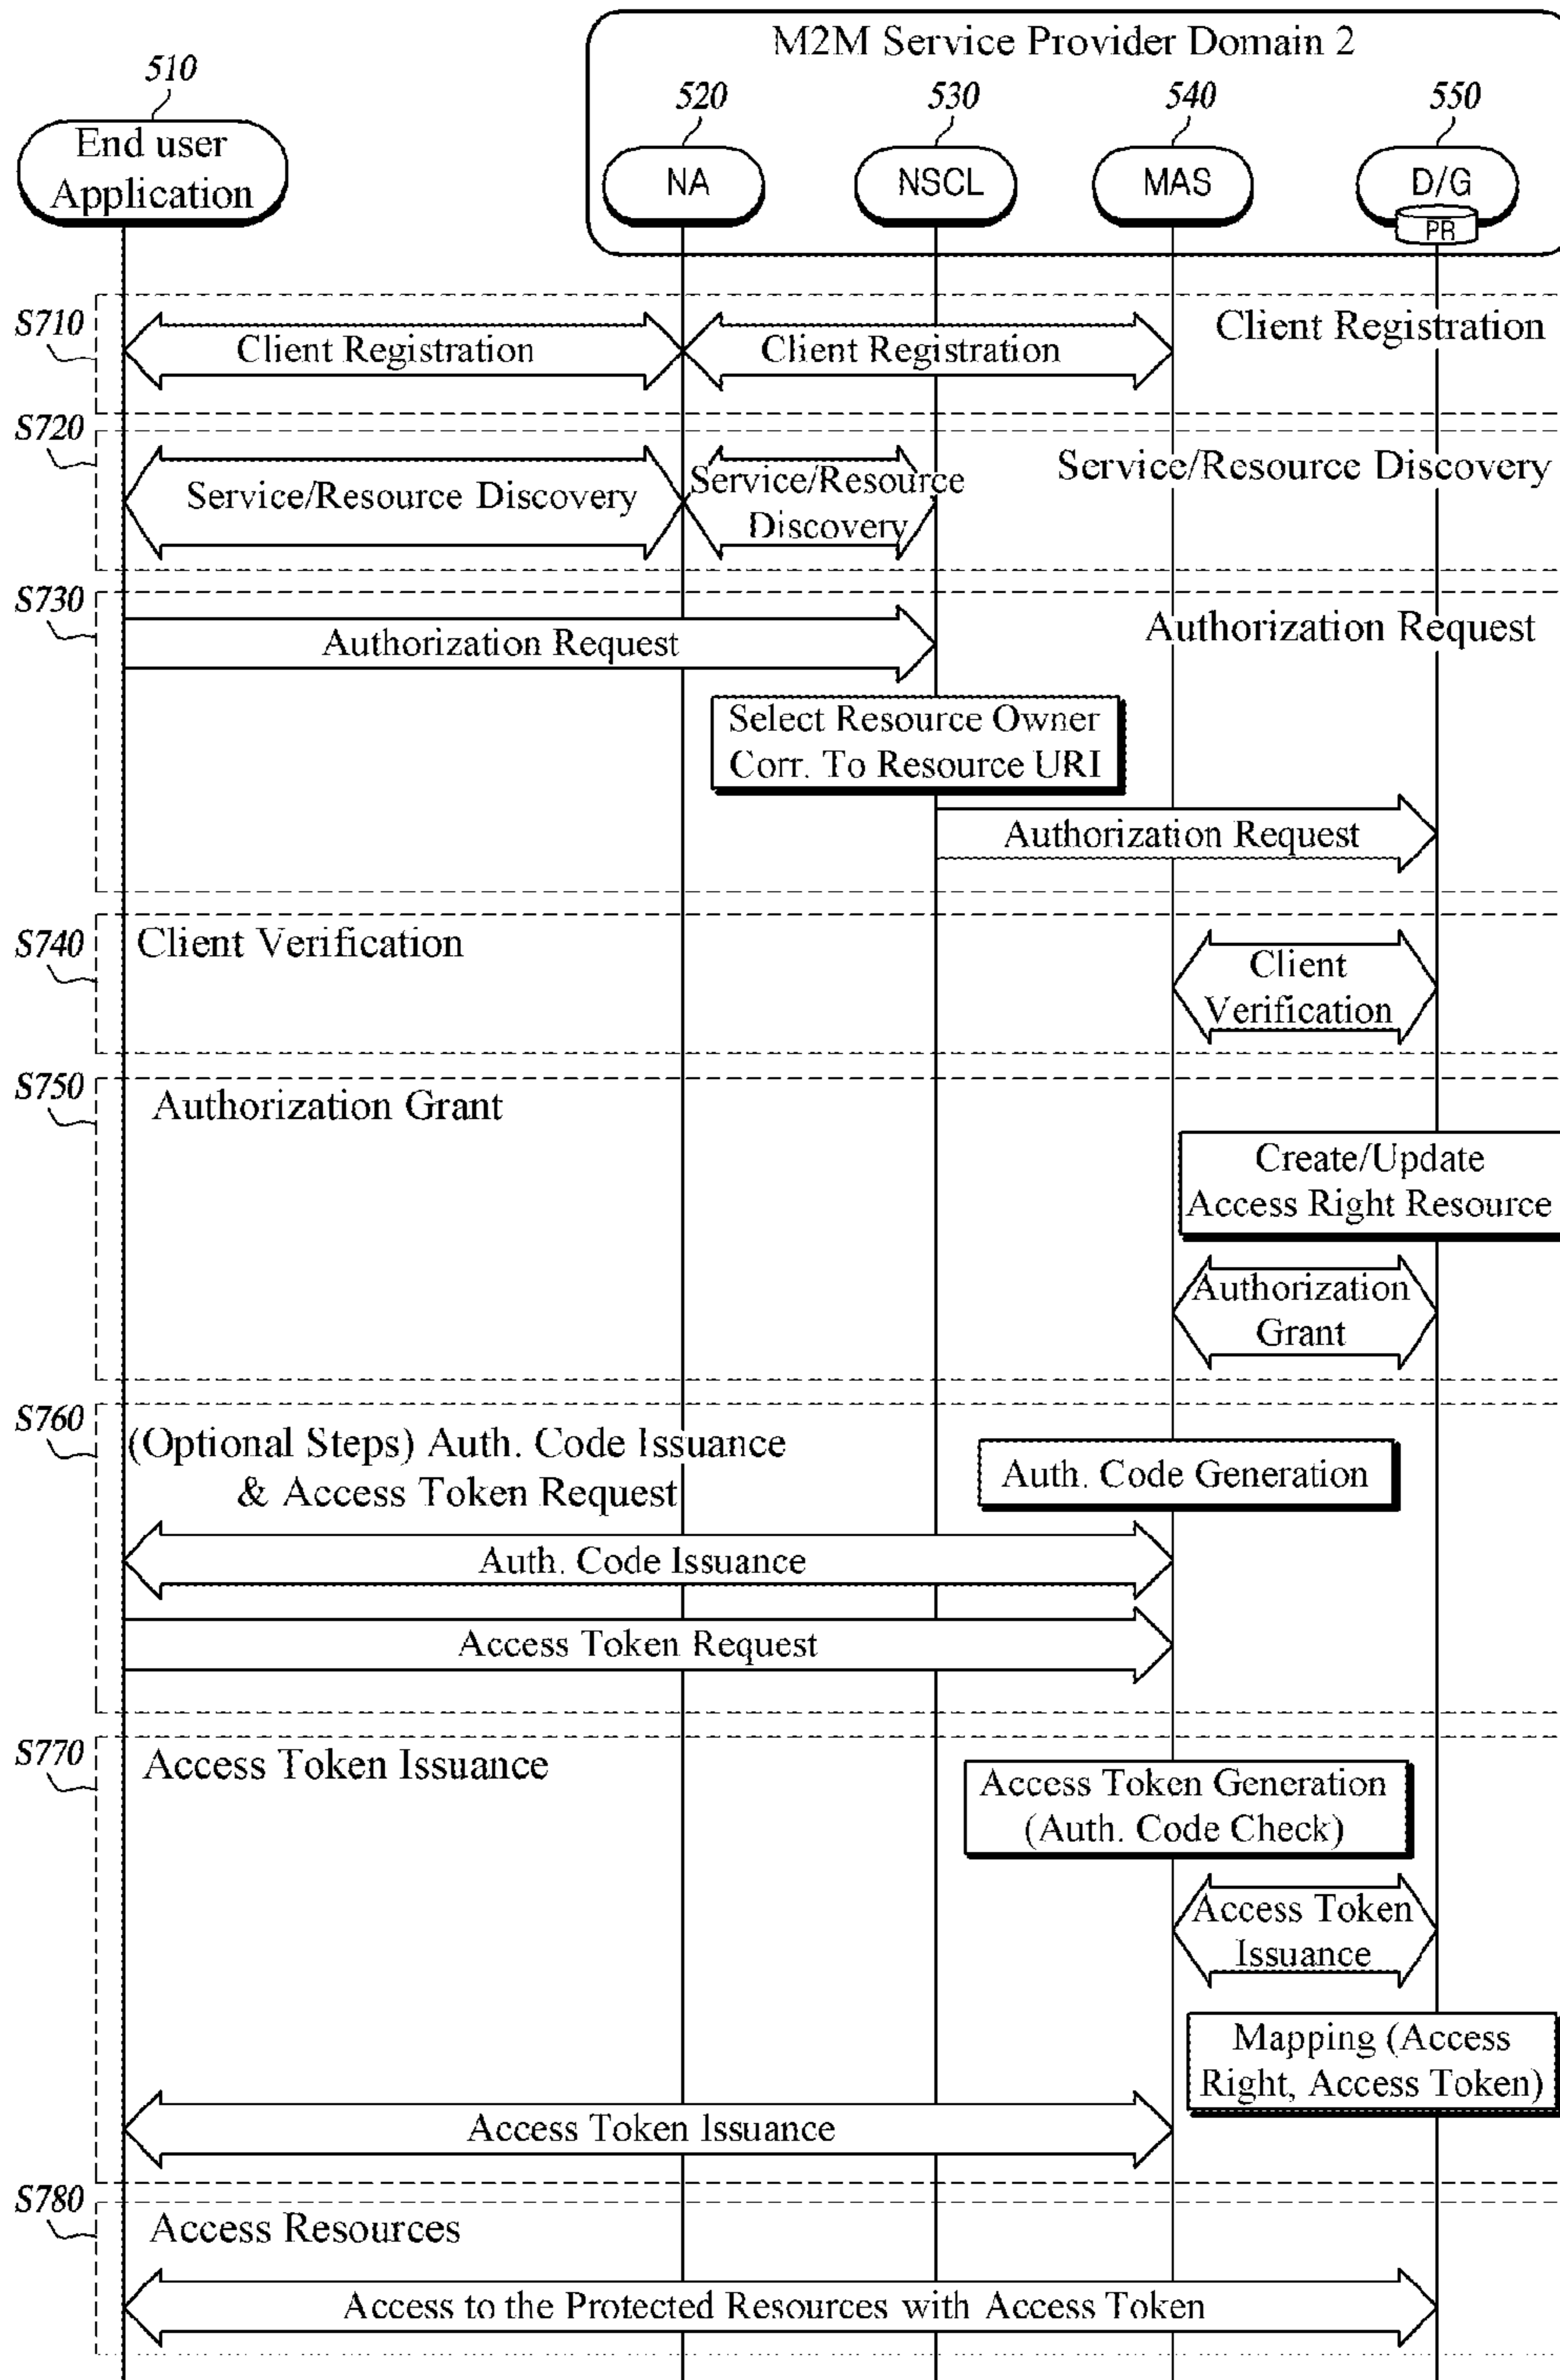 M2M Service Provider Domain 2
510
520
530
540
550
End user
Application
NA
NSCL
MAS
D/G
PR
S710
Client Registration
Client Registration
Client Registration
S720
Service/Resource Discovery
Service/Resource
Discovery
Service/Resource Discovery
S730
Authorization Request
Authorization Request
Select Resource Owner
Corr. To Resource URI
Authorization Request
S740
Client Verification
Client
Verification
S750
Authorization Grant
Create/Update
Access Right Resource
Authorization
Grant
S760
(Optional Steps) Auth. Code Issuance
& Access Token Request
Auth. Code Generation
Auth. Code Issuance
Access Token Request
S770
Access Token Issuance
Access Token Generation
(Auth. Code Check)
Access Token
Issuance
Mapping (Access
Right, Access Token)
Access Token Issuance
S780
Access Resources
Access to the Protected Resources with Access Token